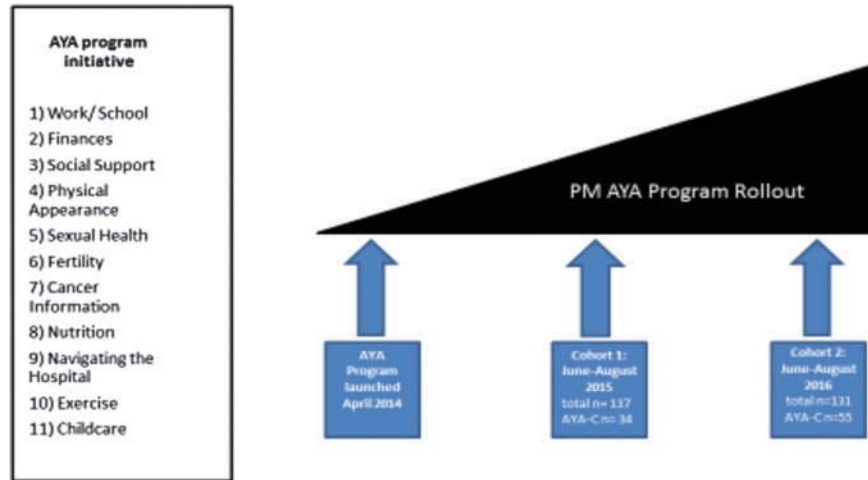 AYA program
initiative
1) Work/ School
2) Finances
3) Social Support
4) Physical
Appearance
5) Sexual Health
6) Fertility
7) Cancer
Information
8) Nutrition
9) Navigating the
Hospital
10) Exercise
11) Childcare
PM AYA Program Rollout
AYA
Program
launched
April 2014
Cohort 1:
June-August
2015
total n= 137
AYA-C n= 34
Cohort 2:
June-August
2016
total n=131
AYA-C n=55